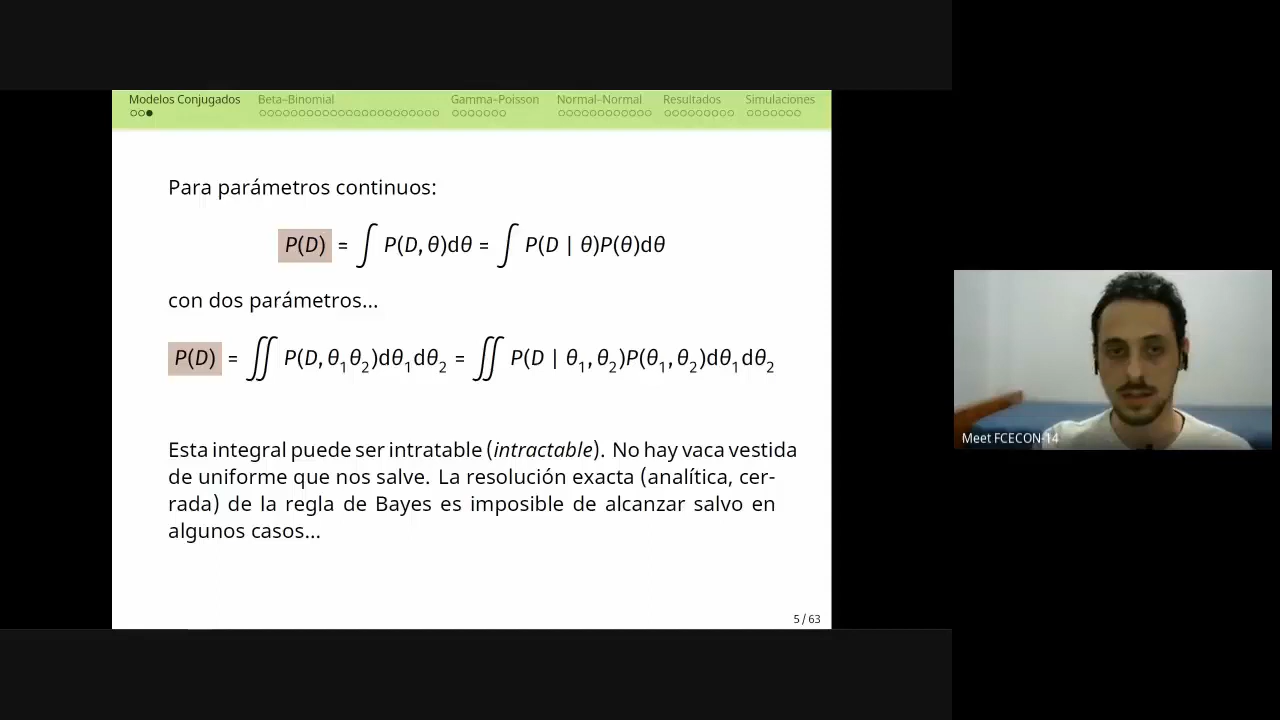 Modelos Conjugados Beta–Binomial Gamma–Poisson Normal–Normal Resultados Simulaciones
Para parámetros continuos:
P(D) = ∫ P(D, θ)dθ = ∫ P(D | θ)P(θ)dθ
con dos parámetros...
P(D) = ∬ P(D, θ₁θ₂)dθ₁dθ₂ = ∬ P(D | θ₁, θ₂)P(θ₁, θ₂)dθ₁dθ₂
Esta integral puede ser intratable (intractable). No hay vaca vestida
de uniforme que nos salve. La resolución exacta (analítica, cer-
rada) de la regla de Bayes es imposible de alcanzar salvo en
algunos casos...
5 / 63
Meet FCECON-14